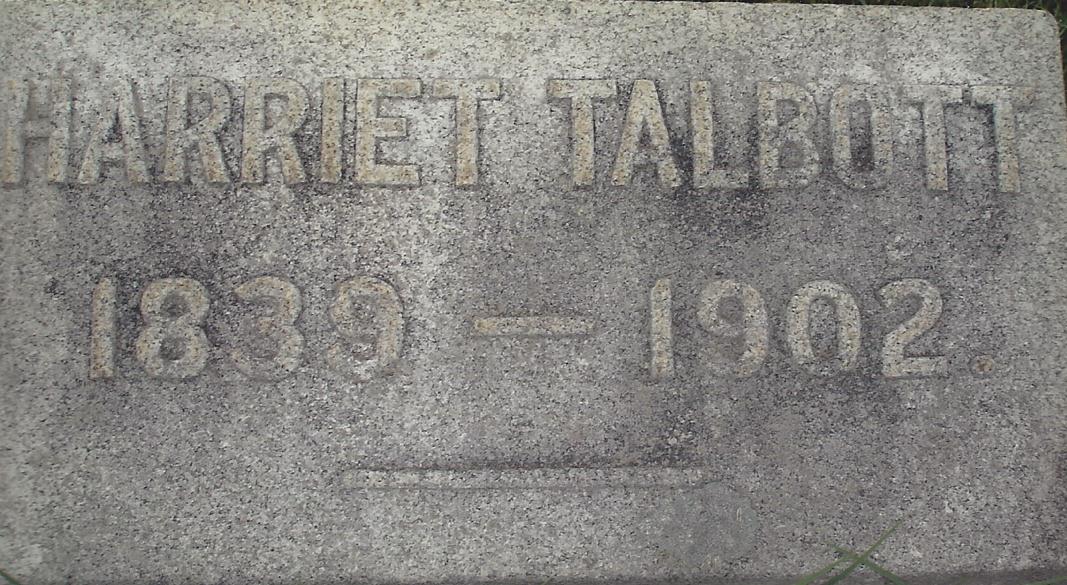 HARRIET TALBOTT
1839 — 1902.